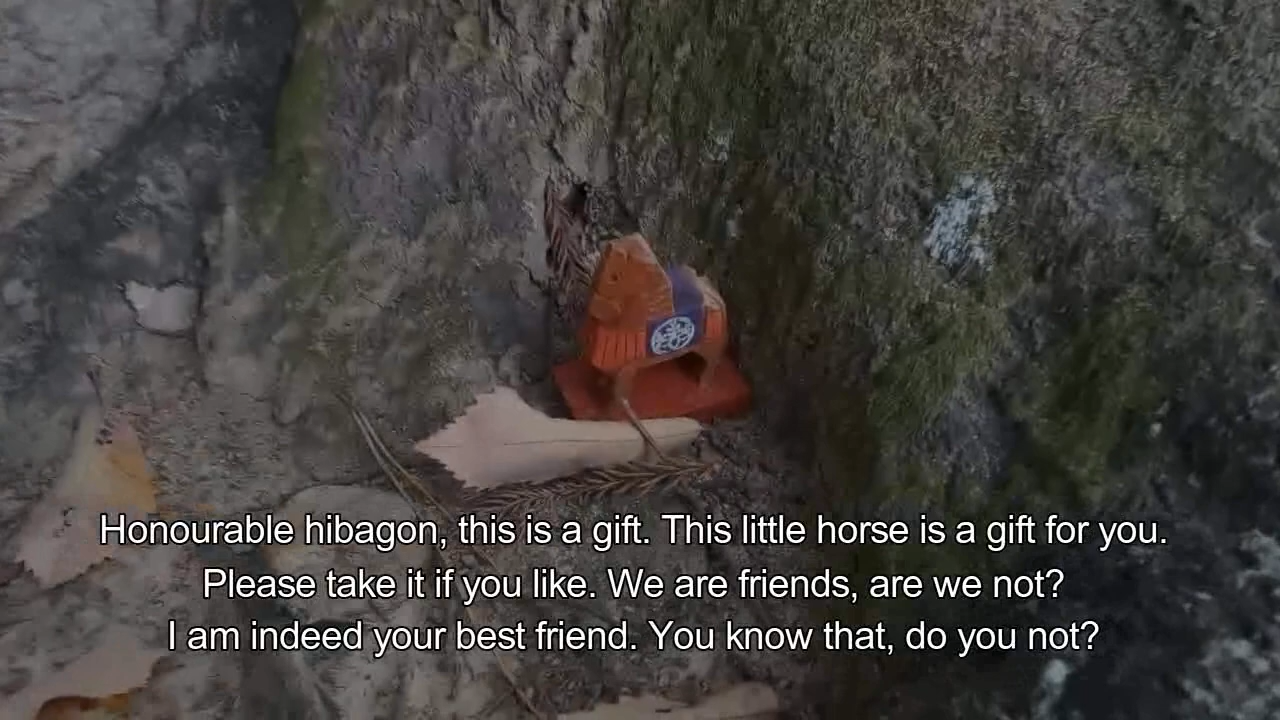 Honourable hibagon, this is a gift. This little horse is a gift for you.
Please take it if you like. We are friends, are we not?
I am indeed your best friend. You know that, do you not?